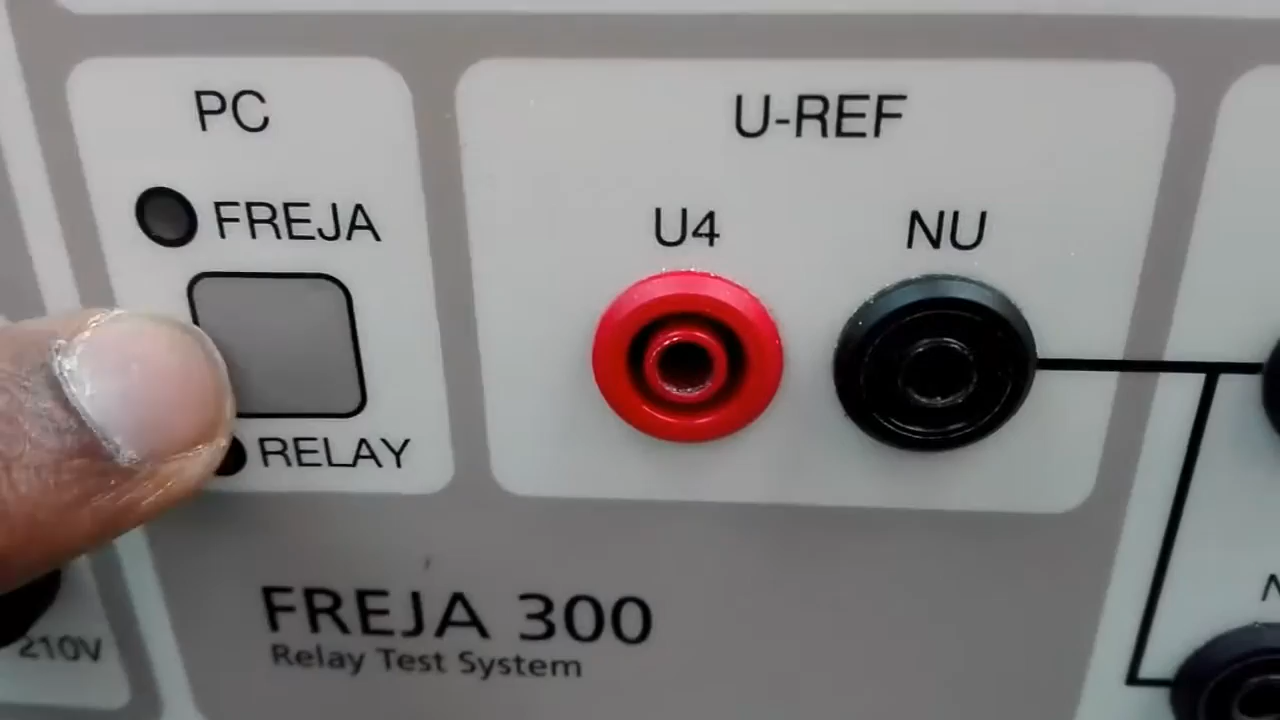 PC
FREJA
RELAY
U-REF
U4 NU
FREJA 300
Relay Test System
210V